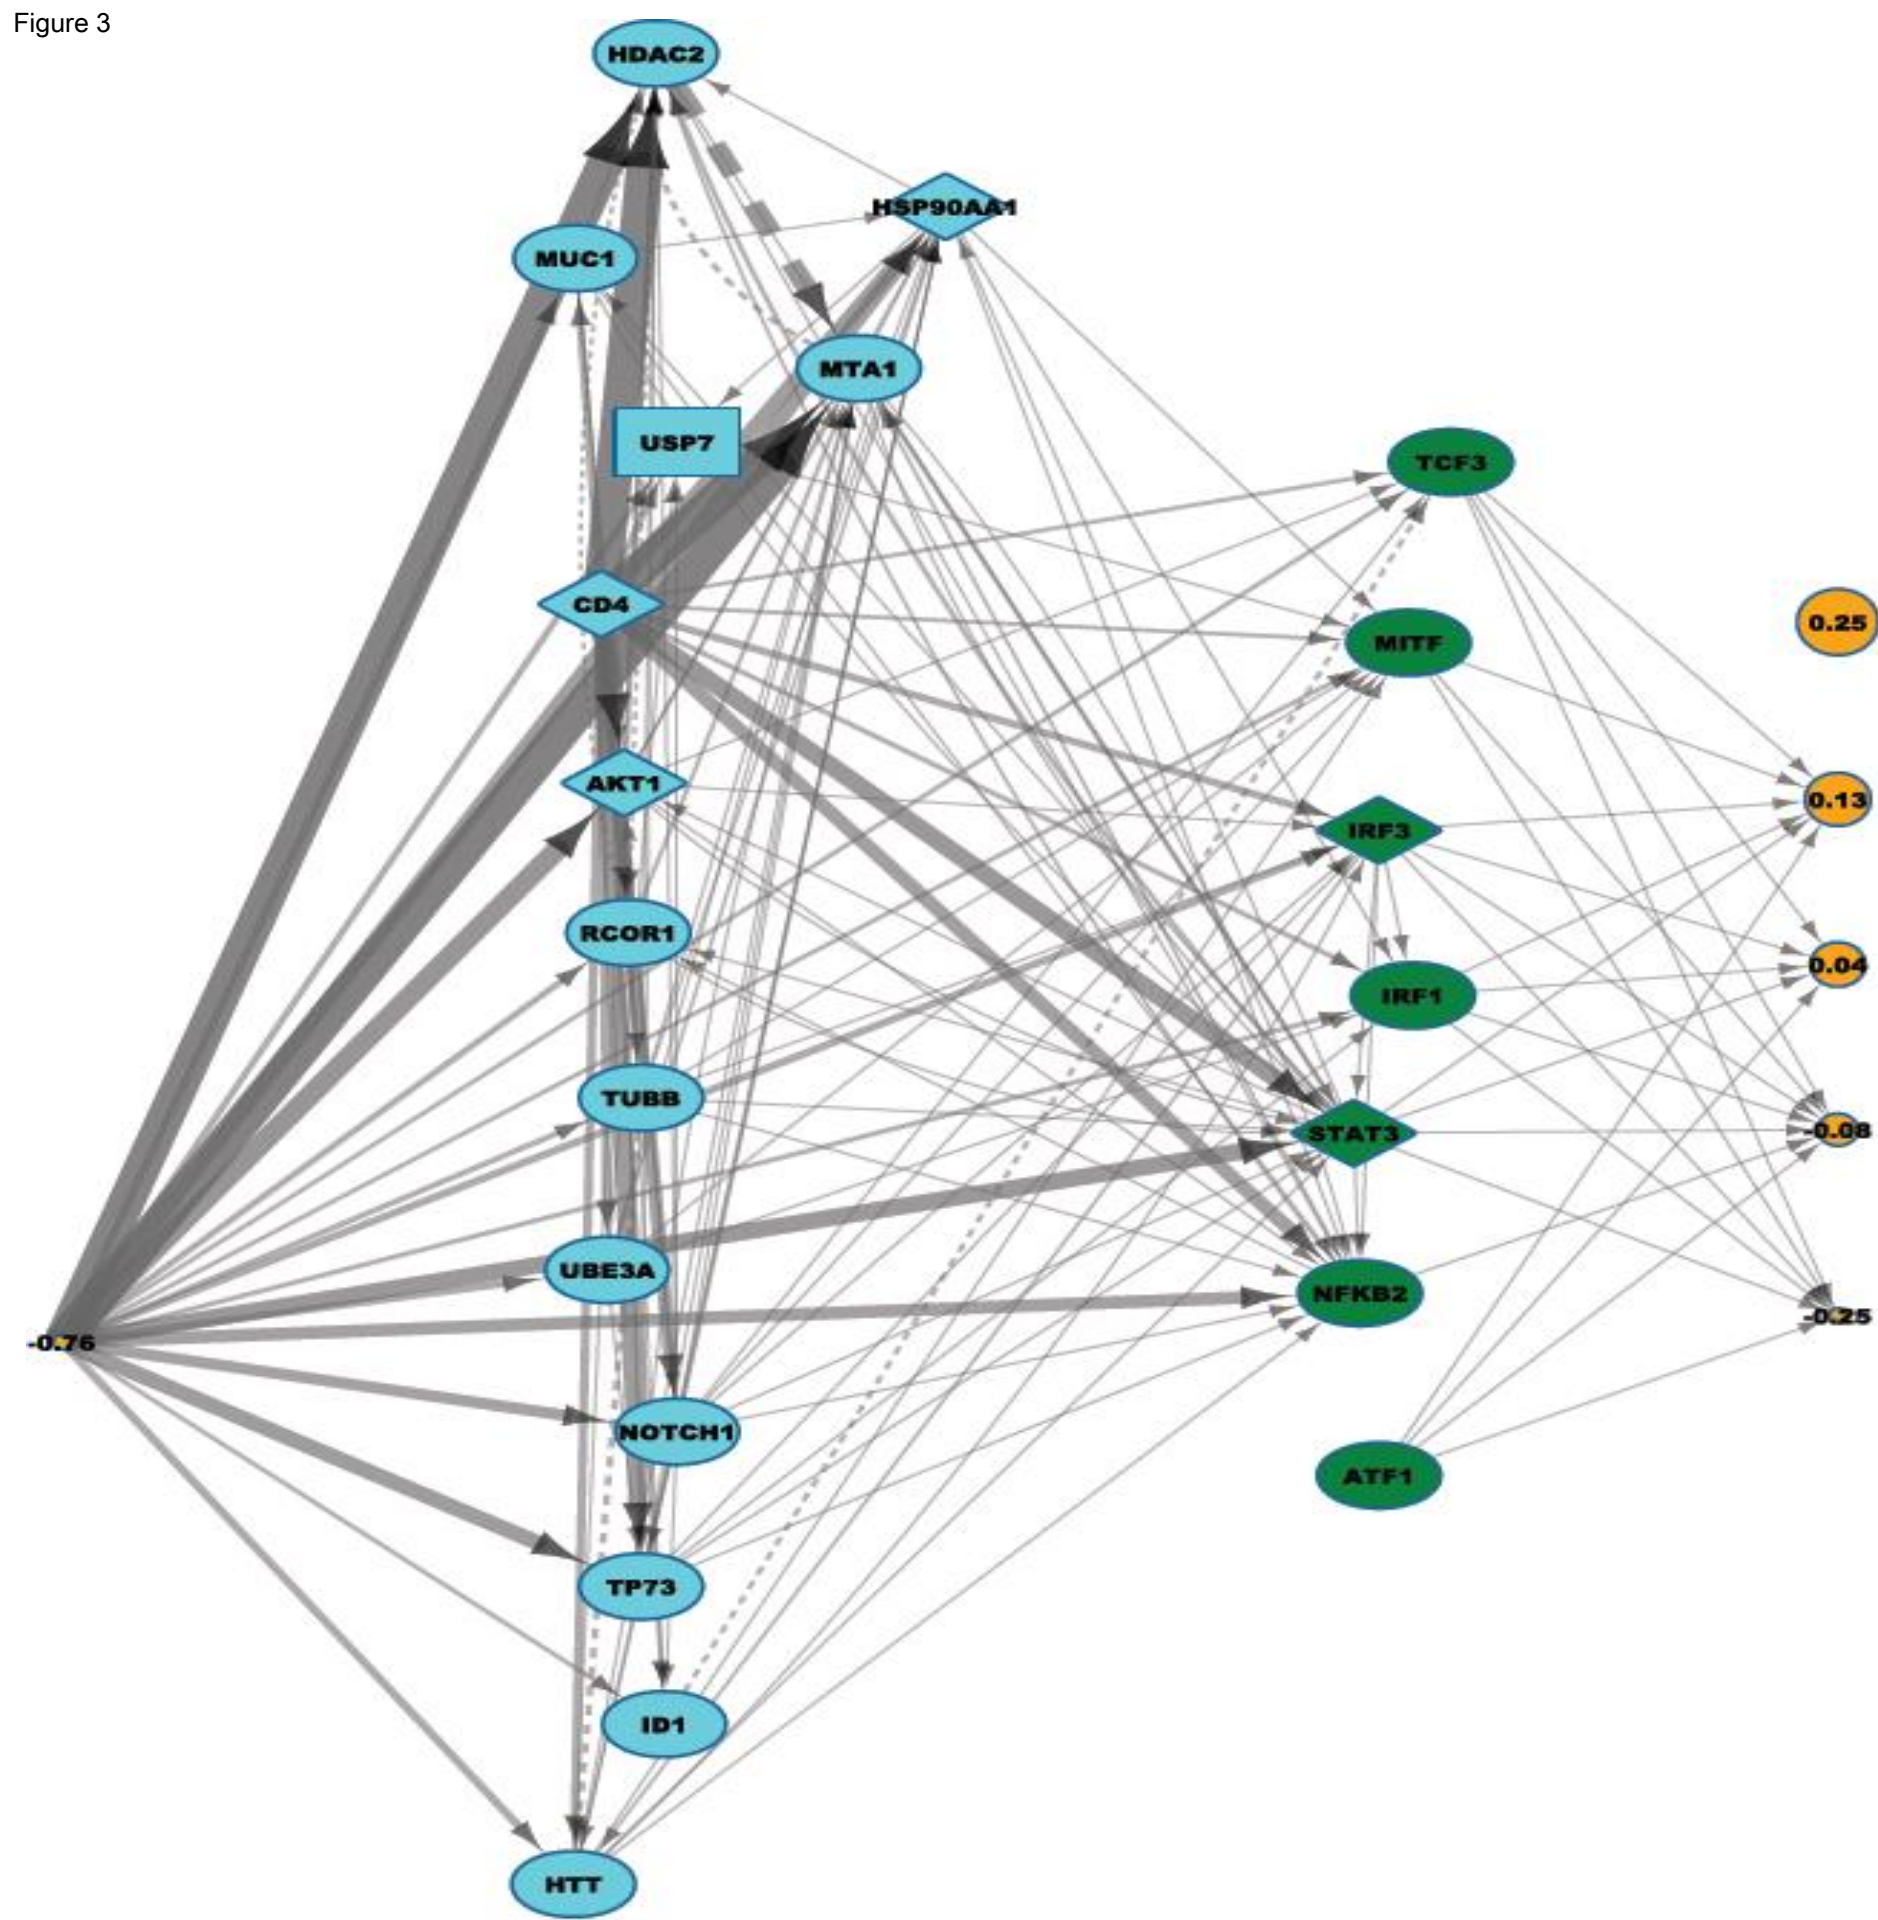 Figure 3
HDAC2
HSP90AA1
MUC1
MTA1
USP7
TCF3
CD4
0.25
MITF
AKT1
0.13
IRF3
RCOR1
0.04
IRF1
TUBB
-0.08
STAT3
UBE3A
NFKB2
-0.25
-0.76
NOTCH1
ATF1
TP73
ID1
HTT